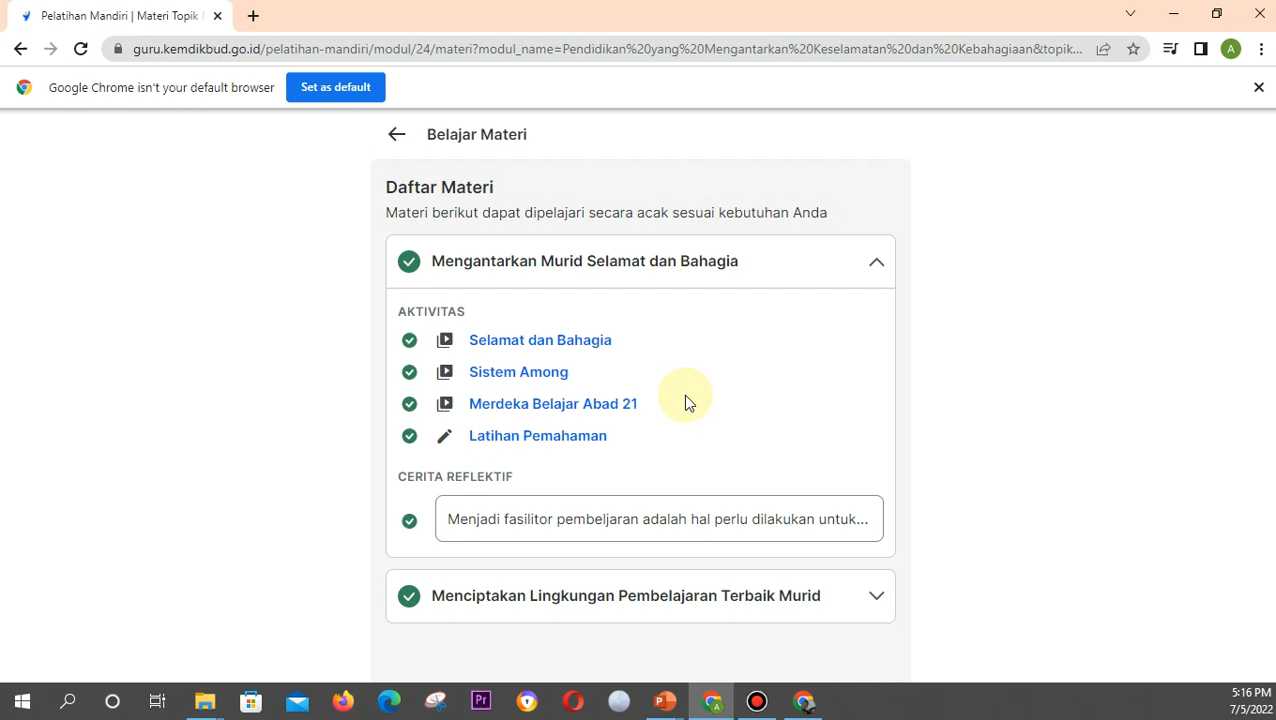 Pelatihan Mandiri | Materi Topik
guru.kemdikbud.go.id/pelatihan-mandiri/modul/24/materi?modul_name=Pendidikan%20yang%20Mengantarkan%20Keselamatan%20dan%20Kebahagiaan&topik...
A
Google Chrome isn't your default browser
Set as default
Belajar Materi
Daftar Materi
Materi berikut dapat dipelajari secara acak sesuai kebutuhan Anda
Mengantarkan Murid Selamat dan Bahagia
AKTIVITAS
Selamat dan Bahagia
Sistem Among
Merdeka Belajar Abad 21
Latihan Pemahaman
CERITA REFLEKTIF
Menjadi fasilitor pembeljaran adalah hal perlu dilakukan untuk...
Menciptakan Lingkungan Pembelajaran Terbaik Murid
Pr
A
5:16 PM
7/5/2022